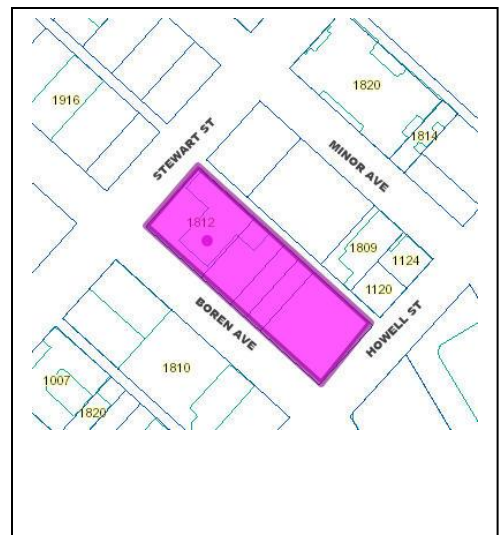 1820
1916
1814
STEWART ST
MINOR AVE
1812
1809
1124
1120
BOREN AVE
HOWELL ST
1810
1007
1820